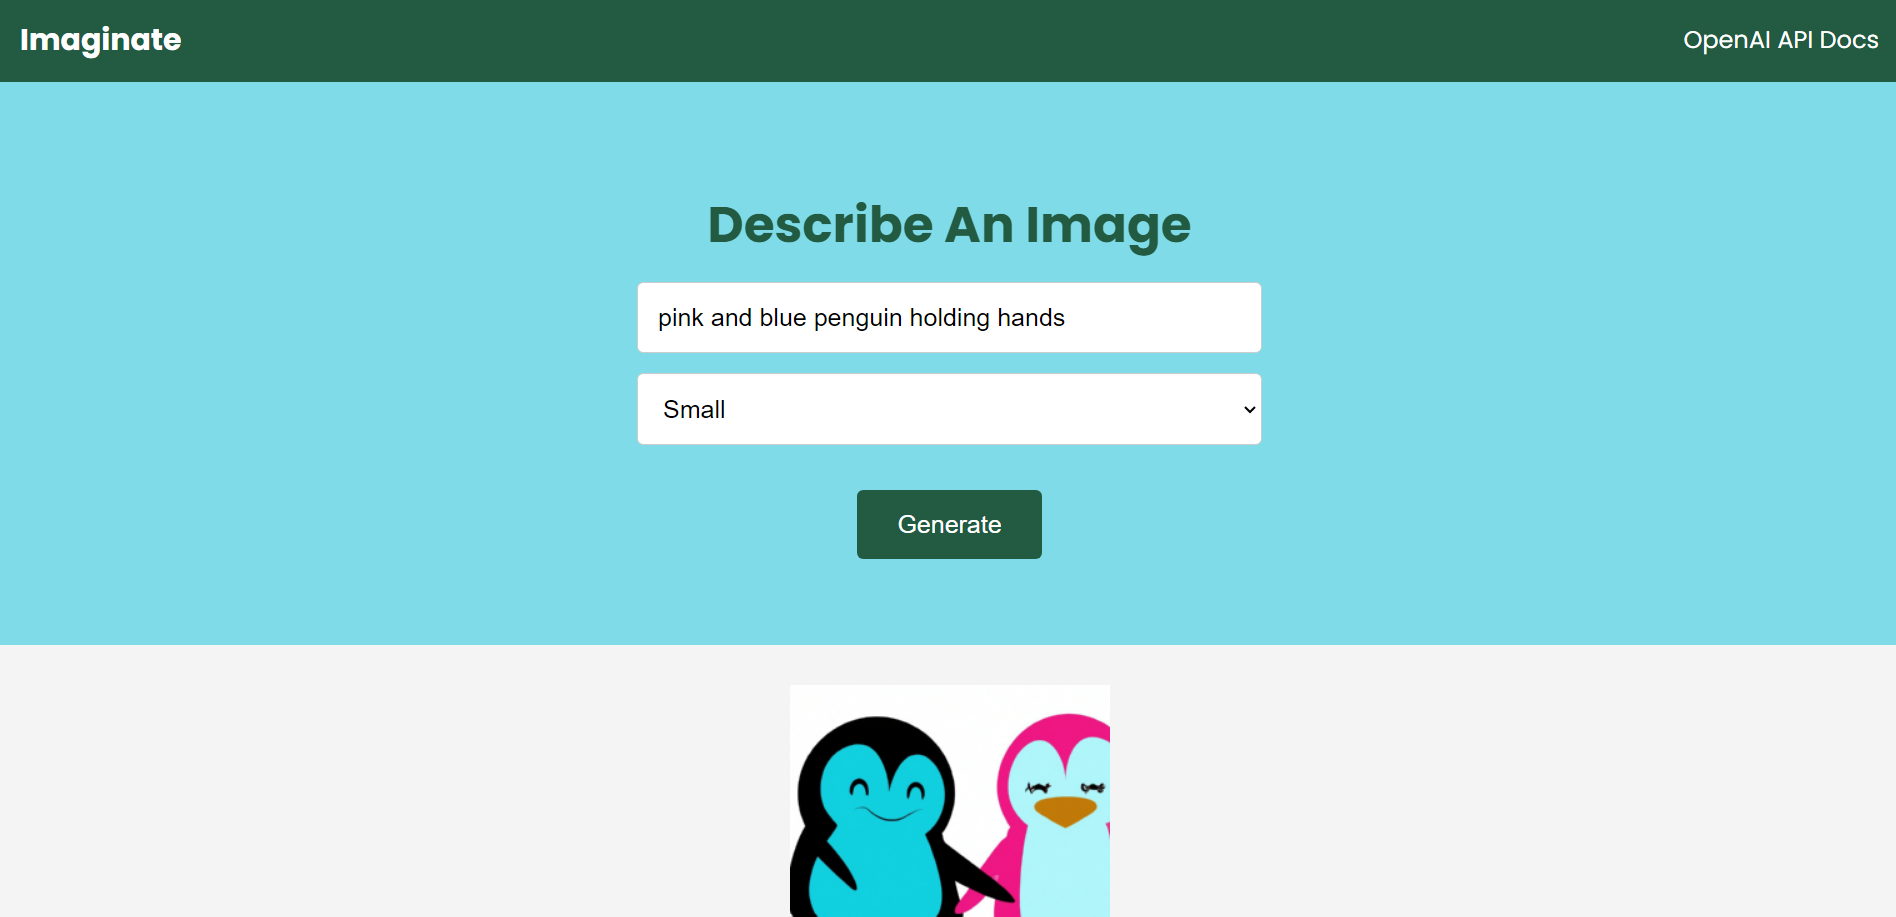 Imaginate
OpenAI API Docs
Describe An Image
pink and blue penguin holding hands
Small
Generate